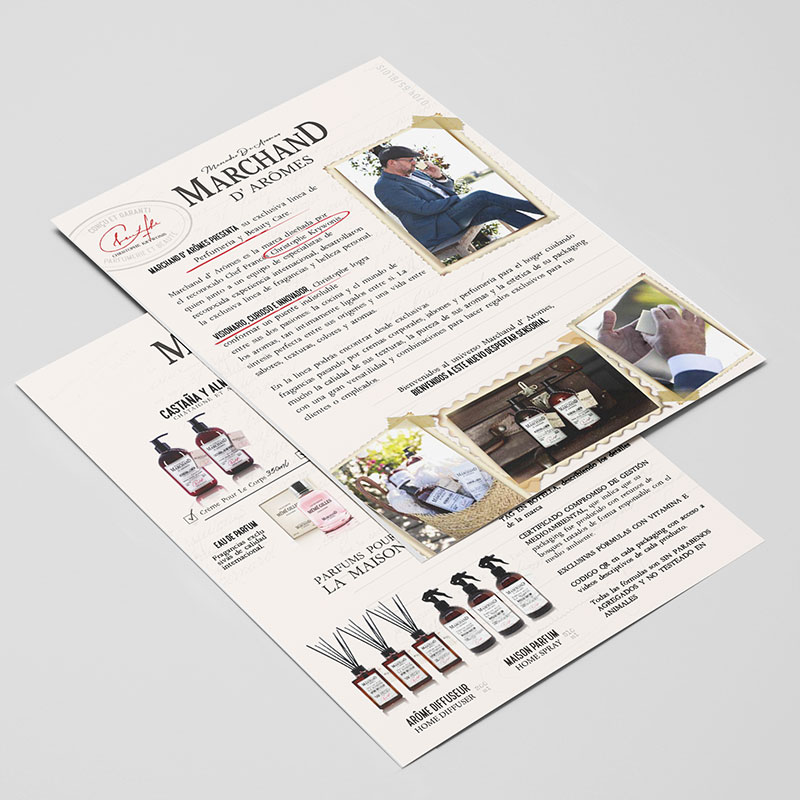 MARCHAND
D' ARÔMES
CONÇU ET GARANTI
CHRISTOPHE KRYWONIS
PARFUMERIE ET BEAUTÉ
MARCHAND D' ARÔMES PRESENTA, su exclusiva línea de
Perfumería y Beauty Care.
Marchand d' Arômes es la marca diseñada por
el reconocido Chef Francés Christophe Krywonis,
quien junto a un equipo de especialistas de
reconocida experiencia internacional, desarrollaron
la exclusiva línea de fragancias y belleza personal.
VISIONARIO, CURIOSO E INNOVADOR, Christophe logra
conformar un puente indisoluble
entre sus dos pasiones la cocina y el mundo de
los aromas, tan íntimamente ligados entre sí. La
síntesis perfecta entre sus orígenes y una vida entre
sabores, texturas, colores y aromas.
En la línea podrás encontrar desde exclusivas
fragancias pasando por cremas corporales, jabones y perfumería para el hogar cuidando
mucho la calidad de sus texturas, la pureza de sus aromas y la estética de su packaging
con una gran versatilidad y combinaciones para hacer regalos exclusivos para tus
clientes o empleados.
Bienvenidos al universo Marchand d' Arômes,
BIENVENIDOS A ESTE NUEVO DESPERTAR SENSORIAL.
M
CASTAÑA Y ALM
CHÂTAIGNE ET
Crème Pour Le Corps 350ml
EAU DE PARFUM
Fragancias exclu
sivas de calidad
internacional.
PARFUMS POUR
LA MAISON
TAG EN BOTELLA, describiendo los detalles
de la marca
CERTIFICADO COMPROMISO DE GESTIÓN
MEDIOAMBIENTAL, que indica que su
packaging fue producido con recursos de
bosques tratados de forma responsable con el
medio ambiente.
EXCLUSIVAS FÓRMULAS CON VITAMINA E
CODIGO QR en cada packaging con acceso a
videos descriptivos de cada producto.
Todas las fórmulas son SIN PARABENOS
AGREGADOS Y NO TESTEADO EN
ANIMALES
MAISON PARFUM
HOME SPRAY
ARÔME DIFFUSEUR
HOME DIFFUSER